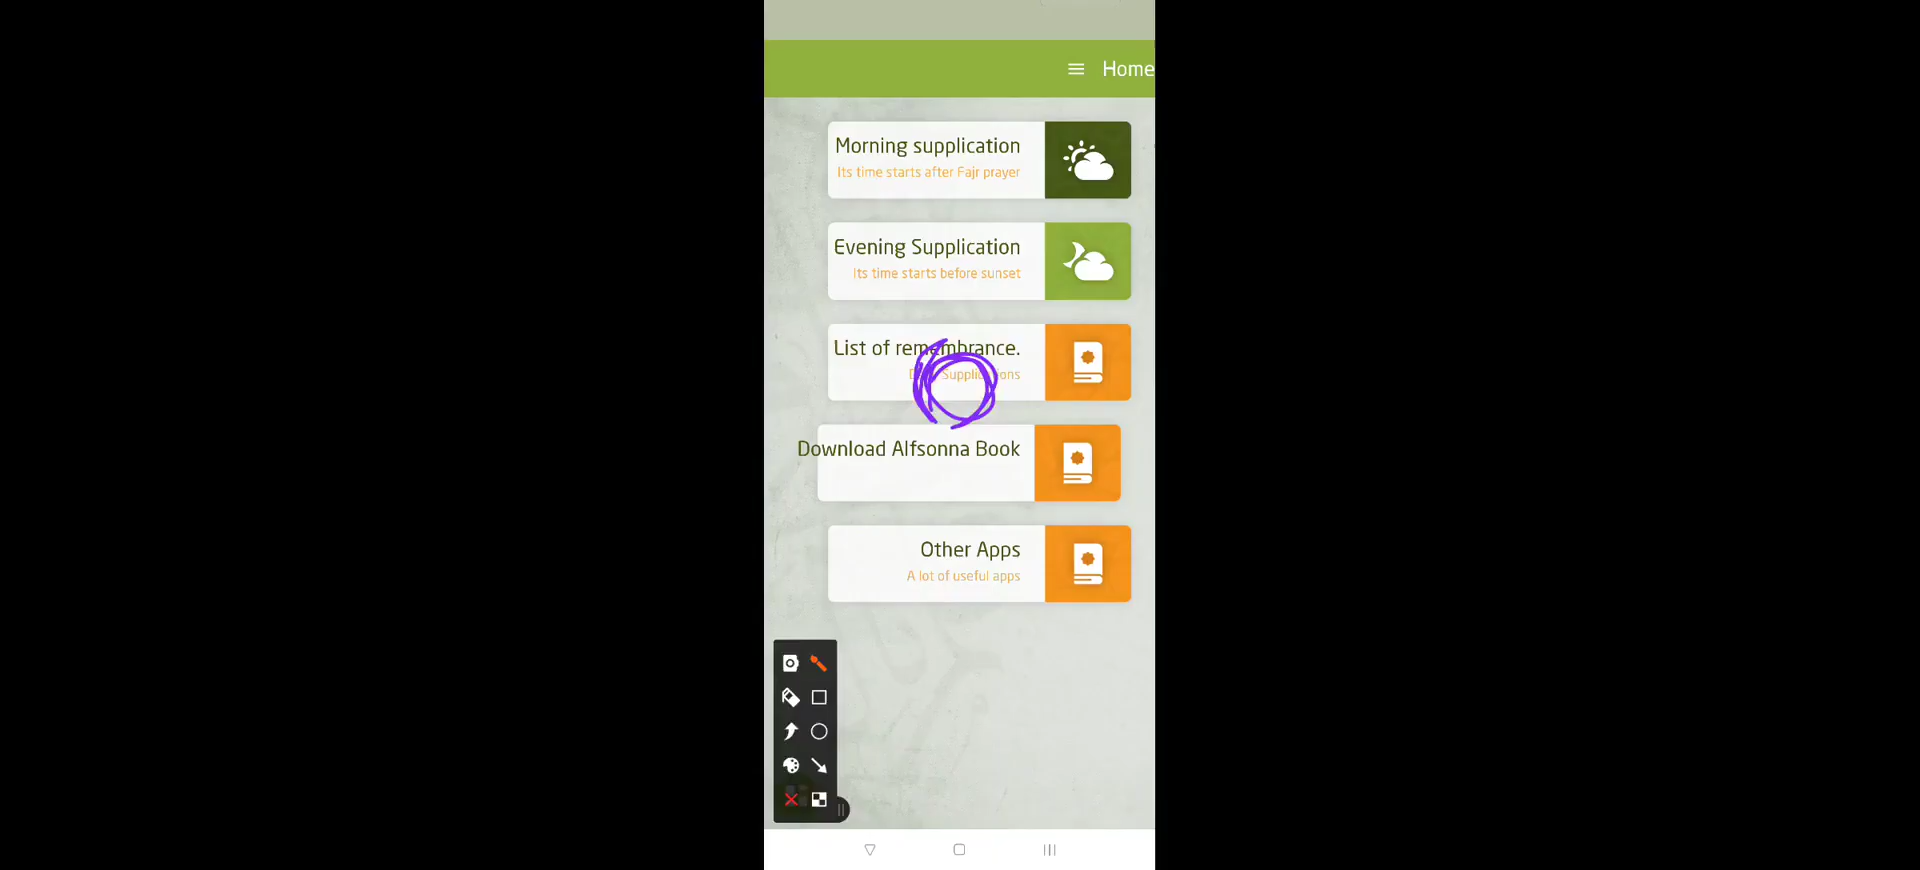 Home
Morning supplication
Its time starts after Fajr prayer
Evening Supplication
Its time starts before sunset
List of remembrance.
Supplications
Download Alfsonna Book
Other Apps
A lot of useful apps